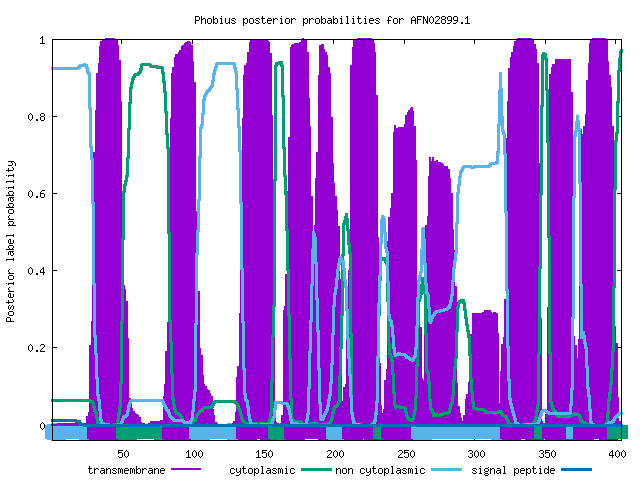 Phobius posterior probabilities for AFN02899.1
1
0.8
0.6
0.4
0.2
0
Posterior label probability
50 100 150 200 250 300 350 400
transmembrane cytoplasmic non cytoplasmic signal peptide